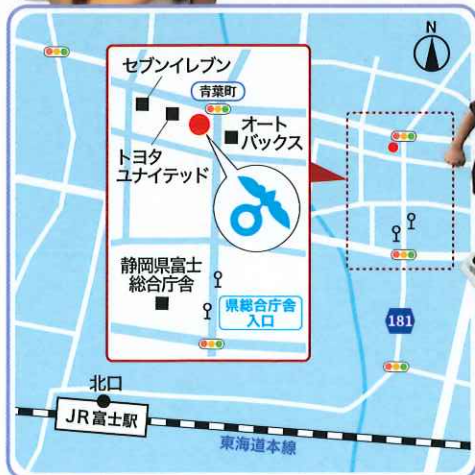 N
セブンイレブン
青葉町
オート
バックス
トヨタ
ユナイテッド
静岡県富士
総合庁舎
県総合庁舎
入口
181
北口
JR富士駅
東海道本線